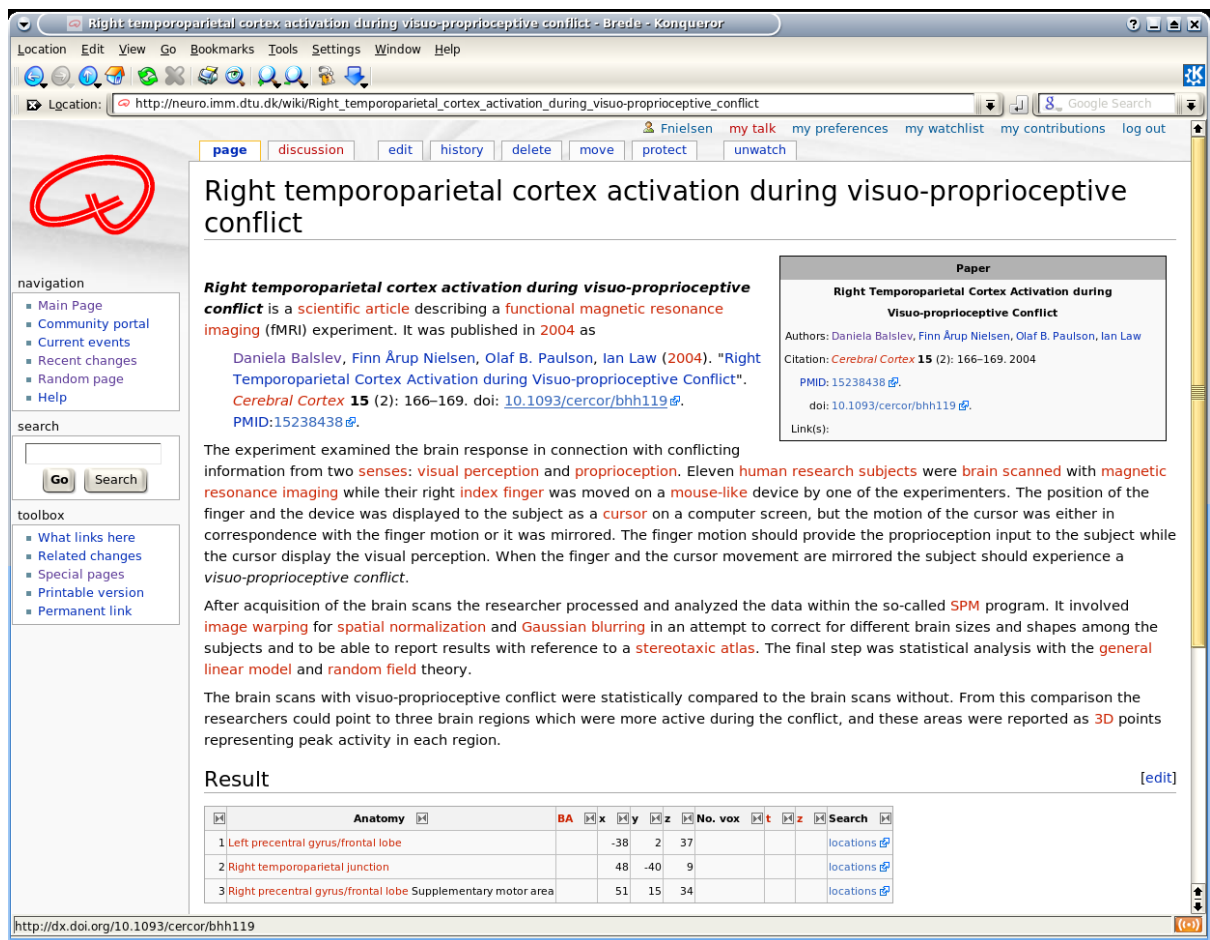 Right temporoparietal cortex activation during visuo-proprioceptive conflict - Brede - Konqueror
Location Edit View Go Bookmarks Tools Settings Window Help
Location: http://neuro.imm.dtu.dk/wiki/Right_temporoparietal_cortex_activation_during_visuo-proprioceptive_conflict Google Search
Fnielsen my talk my preferences my watchlist my contributions log out
page discussion edit history delete move protect unwatch
Right temporoparietal cortex activation during visuo-proprioceptive
conflict
navigation
Main Page
Community portal
Current events
Recent changes
Random page
Help
search
Go Search
toolbox
What links here
Related changes
Special pages
Printable version
Permanent link
Right temporoparietal cortex activation during visuo-proprioceptive
conflict is a scientific article describing a functional magnetic resonance
imaging (fMRI) experiment. It was published in 2004 as
Daniela Balslev, Finn Årup Nielsen, Olaf B. Paulson, Ian Law (2004). "Right
Temporoparietal Cortex Activation during Visuo-proprioceptive Conflict".
Cerebral Cortex 15 (2): 166–169. doi: 10.1093/cercor/bhh119.
PMID:15238438.
Paper
Right Temporoparietal Cortex Activation during
Visuo-proprioceptive Conflict
Authors: Daniela Balslev, Finn Årup Nielsen, Olaf B. Paulson, Ian Law
Citation: Cerebral Cortex 15 (2): 166–169. 2004
PMID: 15238438.
doi: 10.1093/cercor/bhh119.
Link(s):
The experiment examined the brain response in connection with conflicting
information from two senses: visual perception and proprioception. Eleven human research subjects were brain scanned with magnetic
resonance imaging while their right index finger was moved on a mouse-like device by one of the experimenters. The position of the
finger and the device was displayed to the subject as a cursor on a computer screen, but the motion of the cursor was either in
correspondence with the finger motion or it was mirrored. The finger motion should provide the proprioception input to the subject while
the cursor display the visual perception. When the finger and the cursor movement are mirrored the subject should experience a
visuo-proprioceptive conflict.
After acquisition of the brain scans the researcher processed and analyzed the data within the so-called SPM program. It involved
image warping for spatial normalization and Gaussian blurring in an attempt to correct for different brain sizes and shapes among the
subjects and to be able to report results with reference to a stereotaxic atlas. The final step was statistical analysis with the general
linear model and random field theory.
The brain scans with visuo-proprioceptive conflict were statistically compared to the brain scans without. From this comparison the
researchers could point to three brain regions which were more active during the conflict, and these areas were reported as 3D points
representing peak activity in each region.
Result [edit]
Anatomy BA x y z No. vox t z Search
1 Left precentral gyrus/frontal lobe -38 2 37 locations
2 Right temporoparietal junction 48 -40 9 locations
3 Right precentral gyrus/frontal lobe Supplementary motor area 51 15 34 locations
http://dx.doi.org/10.1093/cercor/bhh119